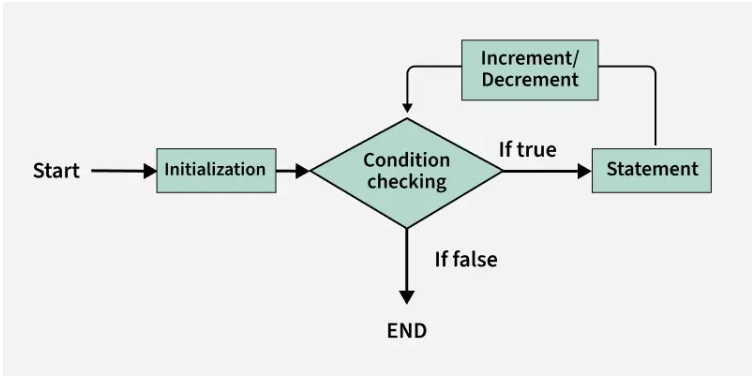 Increment/
Decrement
Start
Initialization
Condition
checking
If true
Statement
If false
END